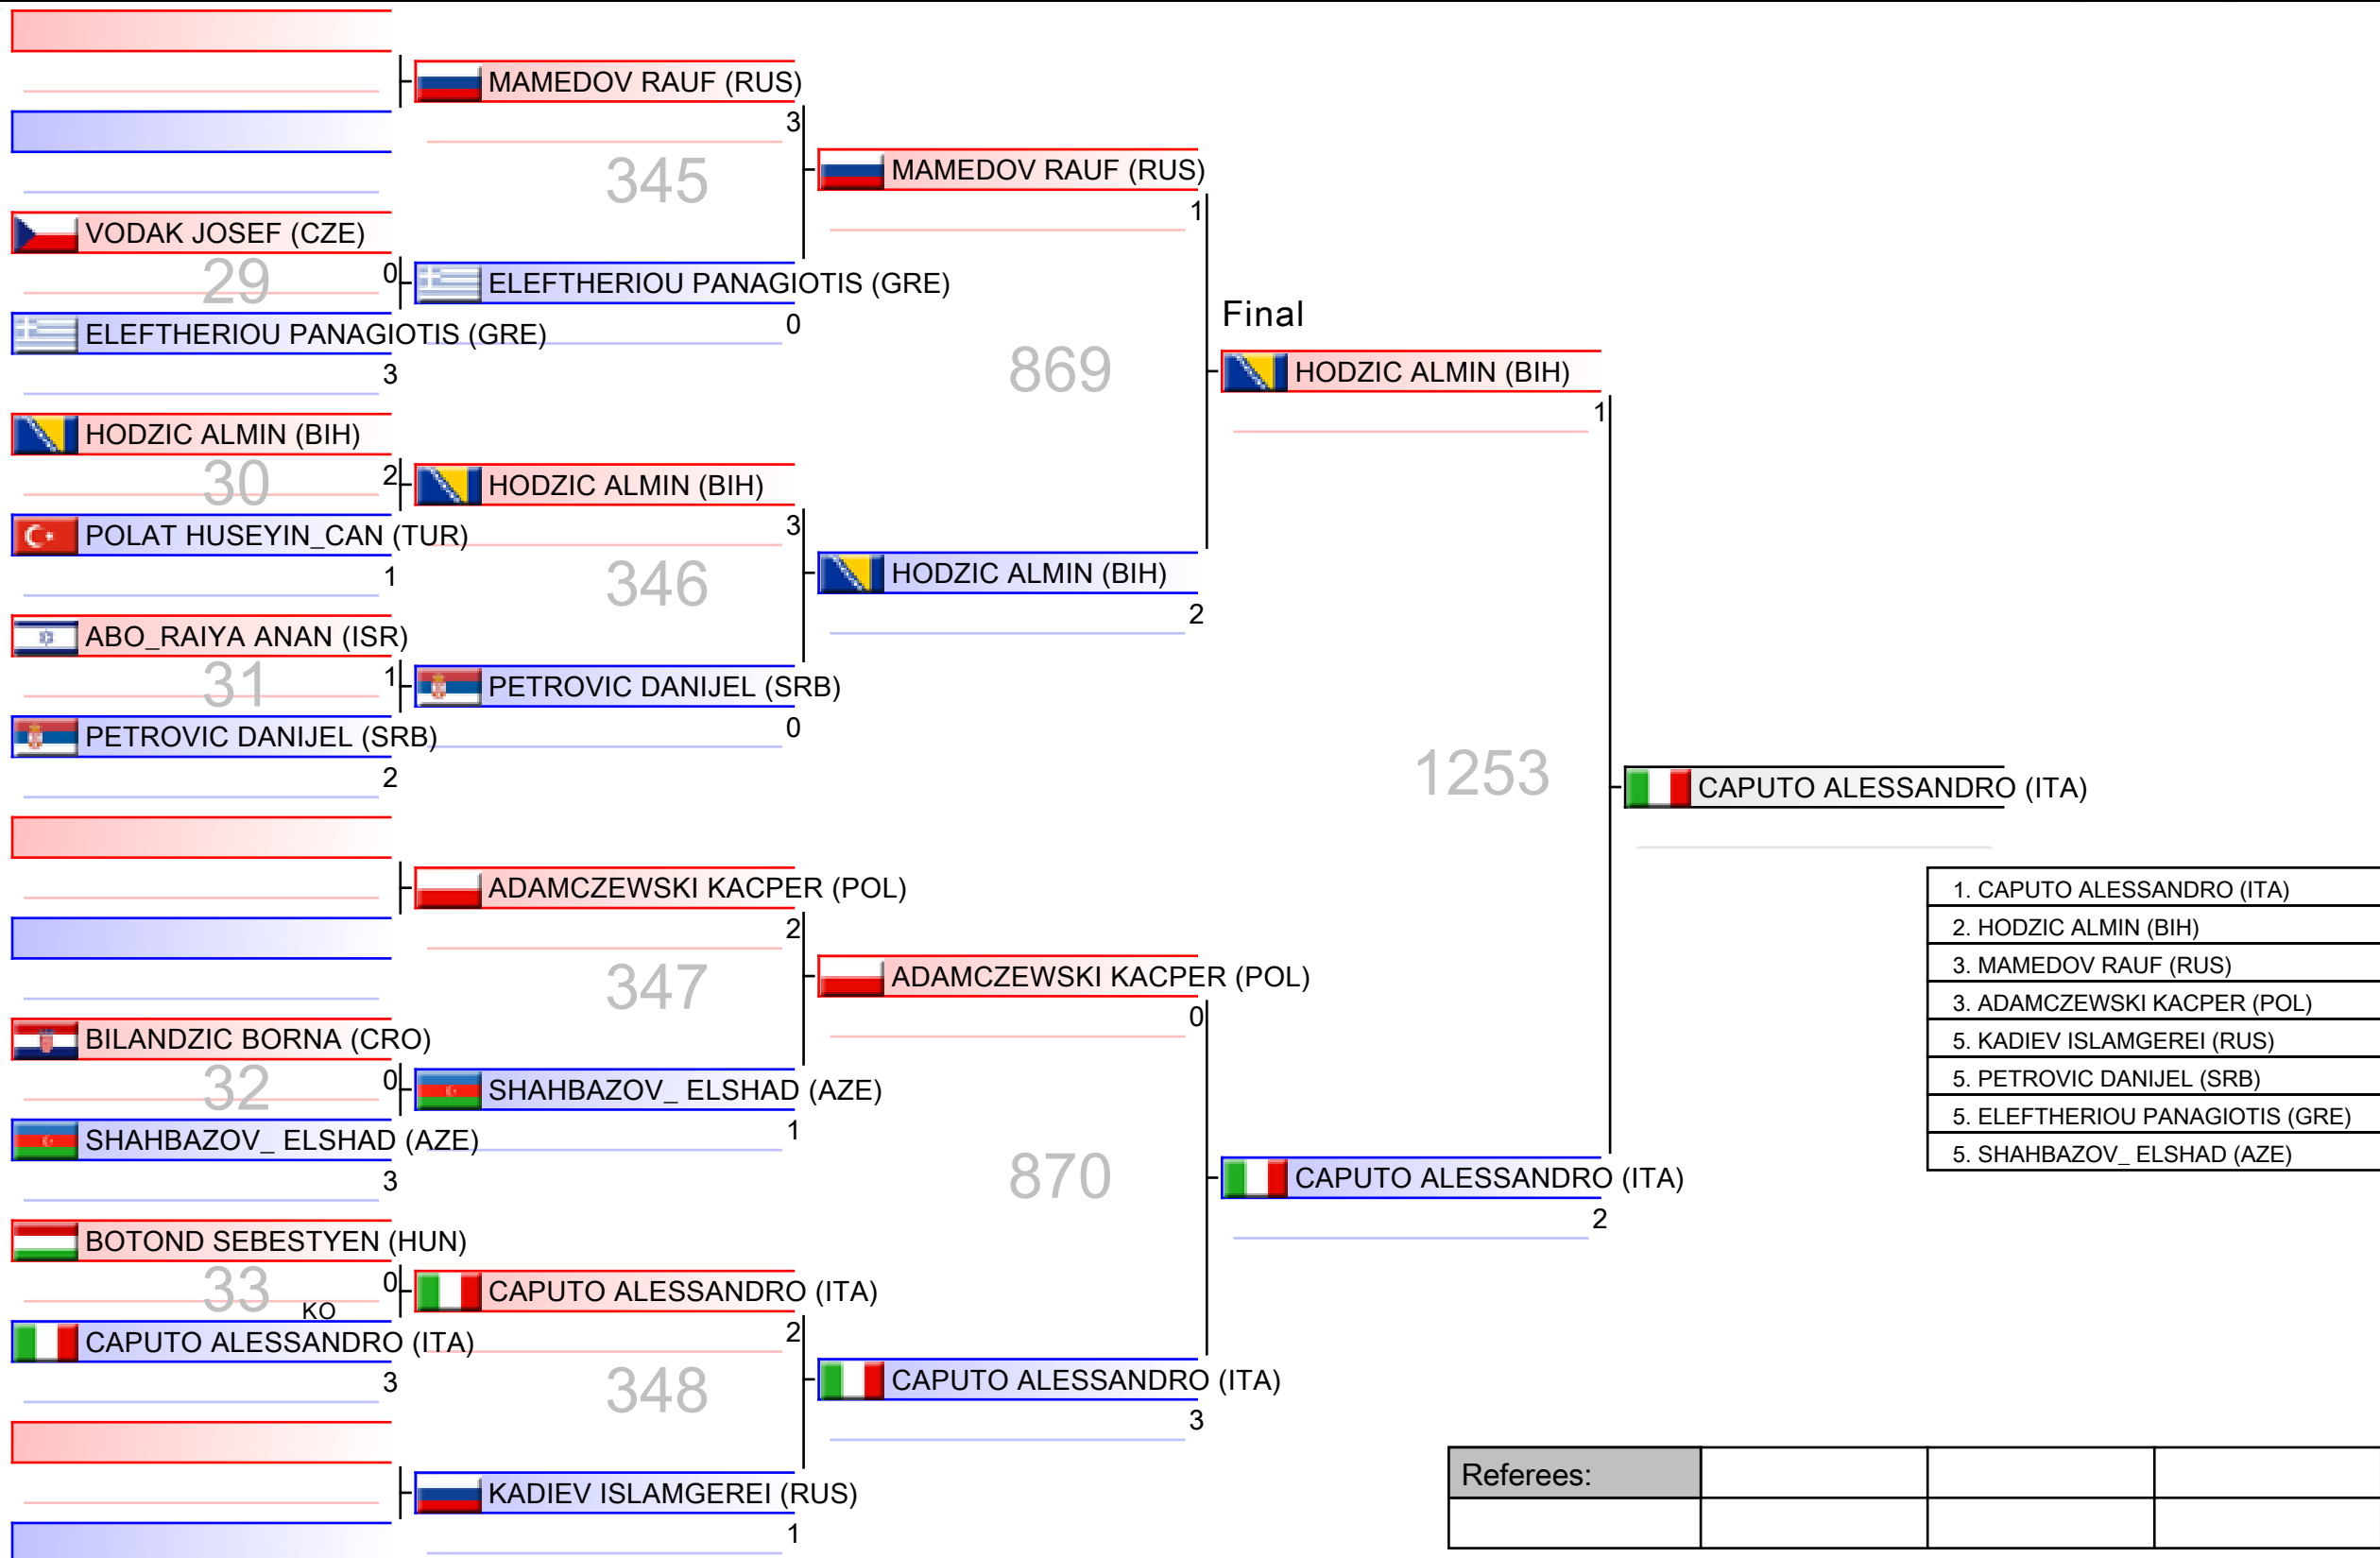 MAMEDOV RAUF (RUS)
3
345
MAMEDOV RAUF (RUS)
1
VODAK JOSEF (CZE)
29
0
ELEFTHERIOU PANAGIOTIS (GRE)
0
ELEFTHERIOU PANAGIOTIS (GRE)
3
869
Final
HODZIC ALMIN (BIH)
1
HODZIC ALMIN (BIH)
30
2
HODZIC ALMIN (BIH)
3
POLAT HUSEYIN_CAN (TUR)
1
346
HODZIC ALMIN (BIH)
2
ABO_RAIYA ANAN (ISR)
31
1
PETROVIC DANIJEL (SRB)
0
PETROVIC DANIJEL (SRB)
2
1253
CAPUTO ALESSANDRO (ITA)
ADAMCZEWSKI KACPER (POL)
2
347
ADAMCZEWSKI KACPER (POL)
0
BILANDZIC BORNA (CRO)
32
0
SHAHBAZOV_ ELSHAD (AZE)
1
SHAHBAZOV_ ELSHAD (AZE)
3
870
CAPUTO ALESSANDRO (ITA)
2
BOTOND SEBESTYEN (HUN)
33
KO
0
CAPUTO ALESSANDRO (ITA)
2
CAPUTO ALESSANDRO (ITA)
3
348
CAPUTO ALESSANDRO (ITA)
3
KADIEV ISLAMGEREI (RUS)
1
1. CAPUTO ALESSANDRO (ITA)
2. HODZIC ALMIN (BIH)
3. MAMEDOV RAUF (RUS)
3. ADAMCZEWSKI KACPER (POL)
5. KADIEV ISLAMGEREI (RUS)
5. PETROVIC DANIJEL (SRB)
5. ELEFTHERIOU PANAGIOTIS (GRE)
5. SHAHBAZOV_ ELSHAD (AZE)
Referees: